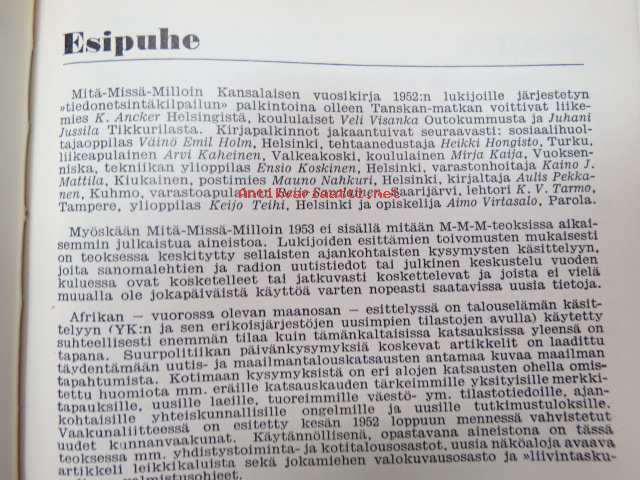 Esipuhe
Mitä-Missä-Milloin Kansalaisen vuosikirja 1952:n lukijoille järjestetyn
»tiedonetsintäkilpailun» palkintoina olleen Tanskan-matkan voittivat liike-
mies K. Ancker Helsingistä, koululaiset Veli Visanka Outokummusta ja Juhani
Jussila Tikkurilasta. Kirjapalkinnot jakaantuivat seuraavasti: sosiaalihuol-
tajaoppilas Väinö Emil Holm, Helsinki, tehtaanedustaja Heikki Hongisto, Turku,
liikeapulainen Arvi Kaheinen, Valkeakoski, koululainen Mirja Kaija, Vuoksen-
niska, tekniikan ylioppilas Ensio Koskinen, Helsinki, varastonhoitaja Kaino J.
Mattila, Kiukainen, postimies Mauno Nahkuri, Helsinki, kirjaltaja Aulis Pekka-
nen, Kuhmo, varastoapulainen Reijo Saarijärvi, lehtori K. V. Tarmo,
Antikvariaatti.net
Tampere, ylioppilas Keijo Teihi, Helsinki ja opiskelija Aimo Virtasalo, Parola.
Myöskään Mitä-Missä-Milloin 1953 ei sisällä mitään M-M-M-teoksissa aikai-
semmin julkaistua aineistoa. Lukijoiden esittämien toivomusten mukaisesti
on teoksessa keskitytty sellaisten ajankohtaisten kysymysten käsittelyyn,
joita sanomalehtien ja radion uutistiedot tai julkinen keskustelu vuoden
kuluessa ovat kosketelleet tai jatkuvasti koskettelevat ja joista ei vielä
muualla ole jokapäiväistä käyttöä varten nopeasti saatavissa uusia tietoja.
Afrikan — vuorossa olevan maanosan — esittelyssä on talouselämän käsit-
telyyn (YK:n ja sen erikoisjärjestöjen uusimpien tilastojen avulla) käytetty
suhteellisesti enemmän tilaa kuin tämänkaltaisissa katsauksissa yleensä on
tapana. Suurpolitiikan päivänkysymyksiä koskevat artikkelit on laadittu
täydentämään uutis- ja maailmantalouskatsausten antamaa kuvaa maailman
tapahtumista. Kotimaan kysymyksistä on eri alojen katsausten ohella omis-
tettu huomiota mm. eräille katsauskauden tärkeimmille yksityisille merkki-
tapauksille, uusille laeille, tuoreimmille väestö- ym. tilastotiedoille, ajan-
kohtaisille yhteiskunnallisille ongelmille ja uusille tutkimustuloksille.
Vaakunaliitteessä on esitetty kesän 1952 loppuun mennessä vahvistetut
uudet kunnanvaakunat. Käytännöllisenä, opastavana aineistona on tässä
teoksessa mm. yhdistystoiminta- ja kotitalousosastot, uusia näköaloja avaava
artikkeli leikkikaluista sekä jokamiehen valokuvausosasto ja »liivintasku-